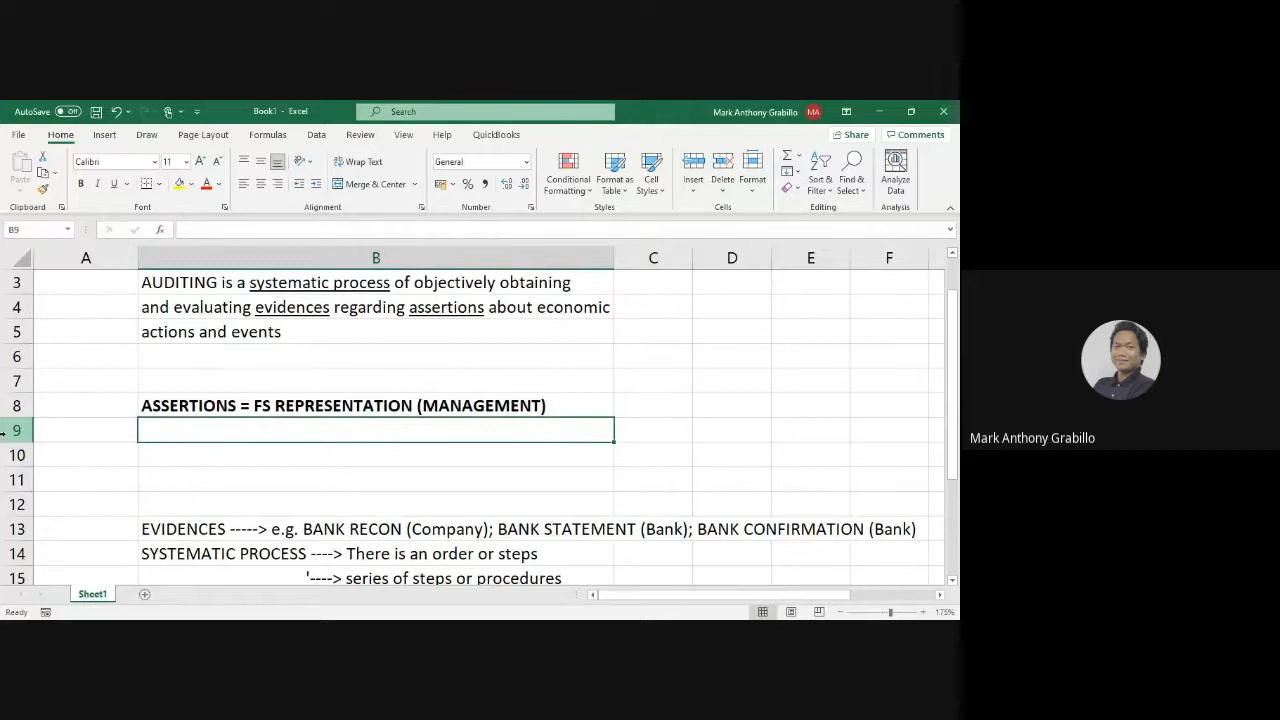 AutoSave Off Book1 - Excel Search Mark Anthony Grabillo MA
File Home Insert Draw Page Layout Formulas Data Review View Help QuickBooks Share Comments
Paste Calibri 11 A A Wrap Text General Conditional Formatting Format as Table Cell Styles Insert Delete Format Sort & Filter Find & Select Analyze Data
B I U A Merge & Center % 9
Clipboard Font Alignment Number Styles Cells Editing Analysis
B9 fx
A B C D E F
3 AUDITING is a systematic process of objectively obtaining
4 and evaluating evidences regarding assertions about economic
5 actions and events
6
7
8 ASSERTIONS = FS REPRESENTATION (MANAGEMENT)
9
10
11
12
13 EVIDENCES -----> e.g. BANK RECON (Company); BANK STATEMENT (Bank); BANK CONFIRMATION (Bank)
14 SYSTEMATIC PROCESS ----> There is an order or steps
15 '----> series of steps or procedures
Sheet1
Ready 175%
Mark Anthony Grabillo